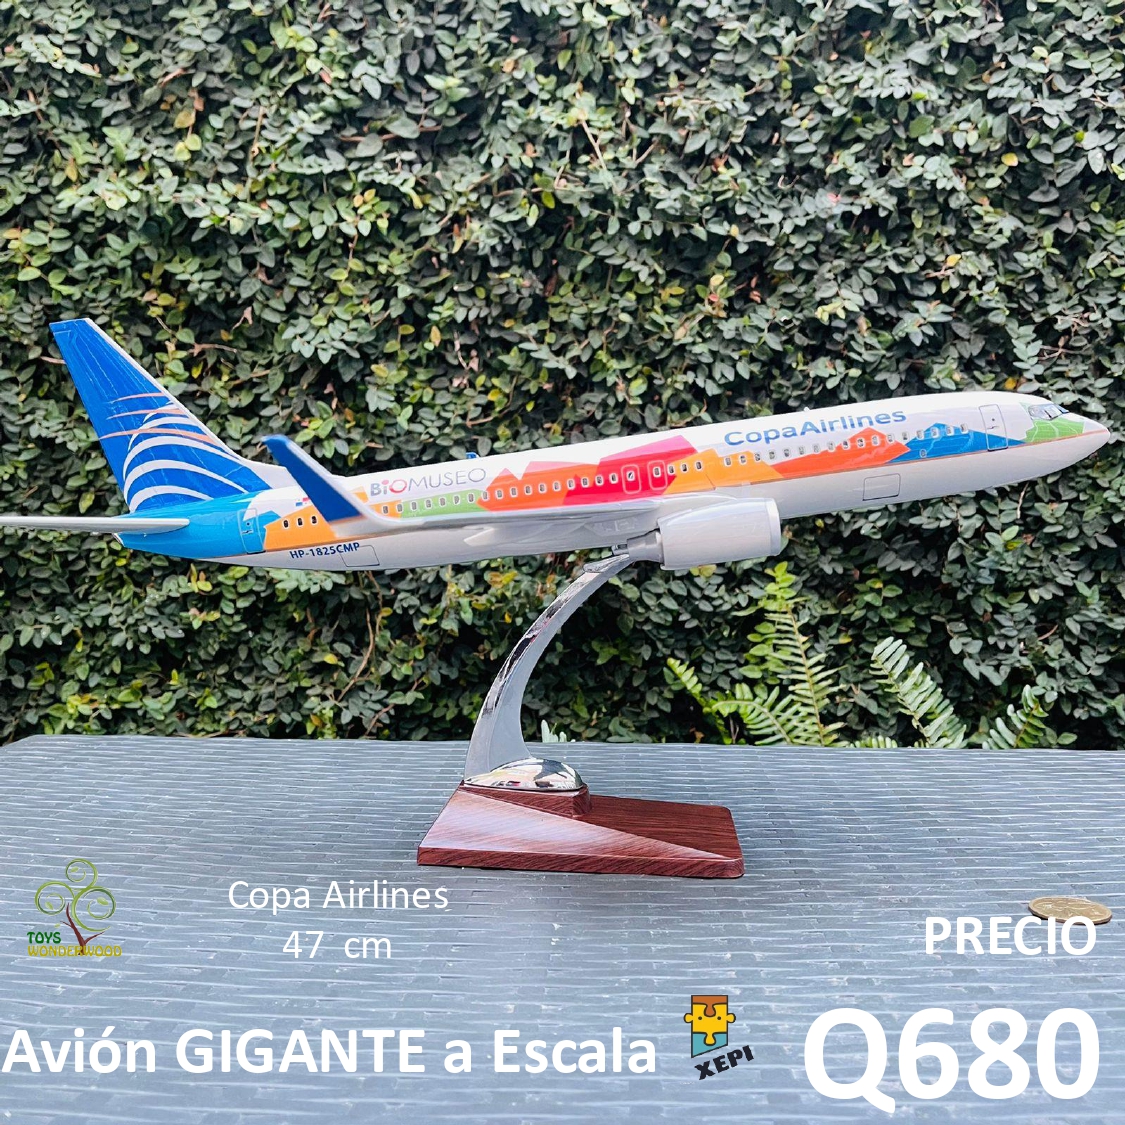 CopaAirlines
BIOMUSEO
HP-1825CMP
Copa Airlines
47 cm
TOYS
WONDERWOOD
PRECIO
Avión GIGANTE a Escala
XEPI
Q680